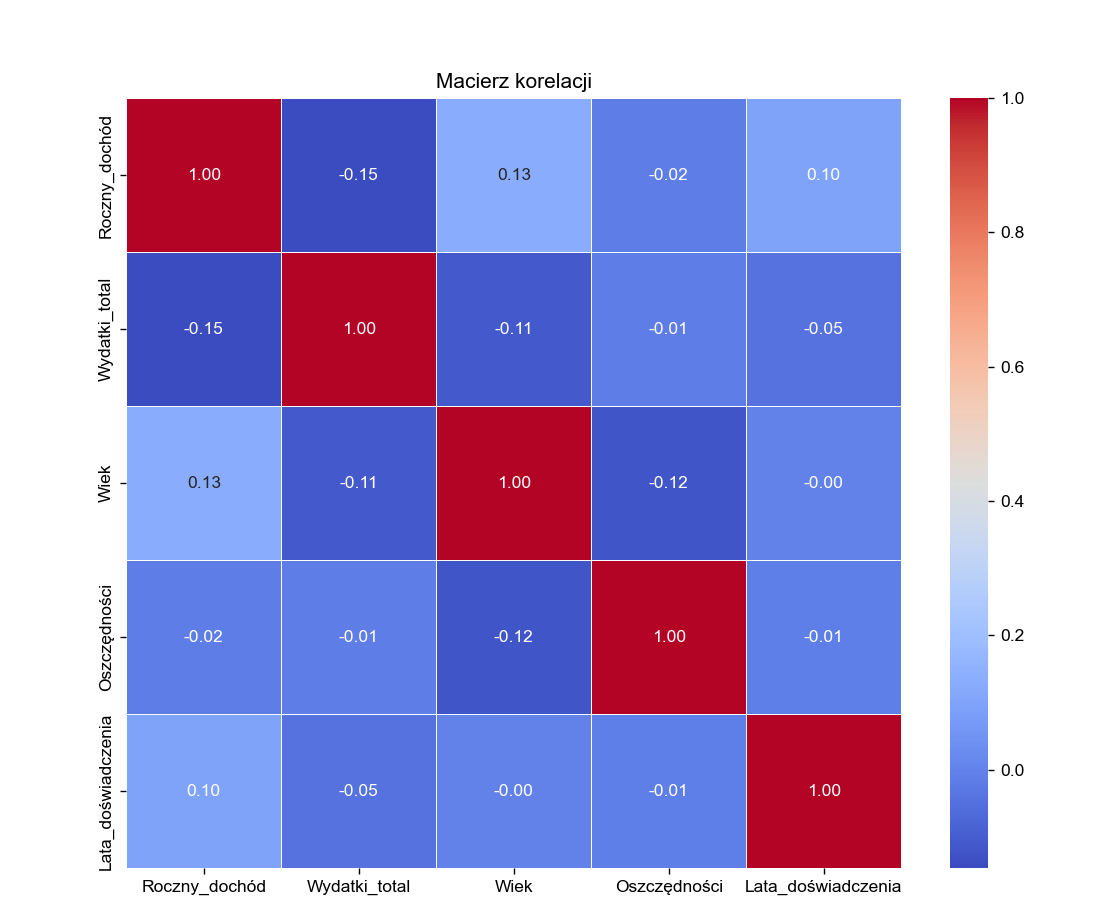 Macierz korelacji
Roczny_dochód 1.00 -0.15 0.13 -0.02 0.10
Wydatki_total -0.15 1.00 -0.11 -0.01 -0.05
Wiek 0.13 -0.11 1.00 -0.12 -0.00
Oszczędności -0.02 -0.01 -0.12 1.00 -0.01
Lata_doświadczenia 0.10 -0.05 -0.00 -0.01 1.00
Roczny_dochód Wydatki_total Wiek Oszczędności Lata_doświadczenia
1.0
0.8
0.6
0.4
0.2
0.0